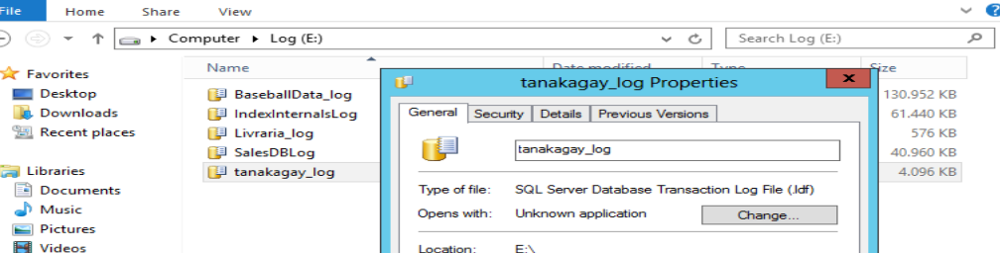 File Home Share View
Computer Log (E:) Search Log (E:)
Name Date modified Type Size
Favorites
Desktop
Downloads
Recent places
Libraries
Documents
Music
Pictures
Videos
BaseballData_log 130.952 KB
IndexInternalsLog 61.440 KB
Livraria_log 576 KB
SalesDBLog 40.960 KB
tanakagay_log 4.096 KB
tanakagay_log Properties
x
General Security Details Previous Versions
tanakagay_log
Type of file: SQL Server Database Transaction Log File (.ldf)
Opens with: Unknown application Change...
Location: E:\